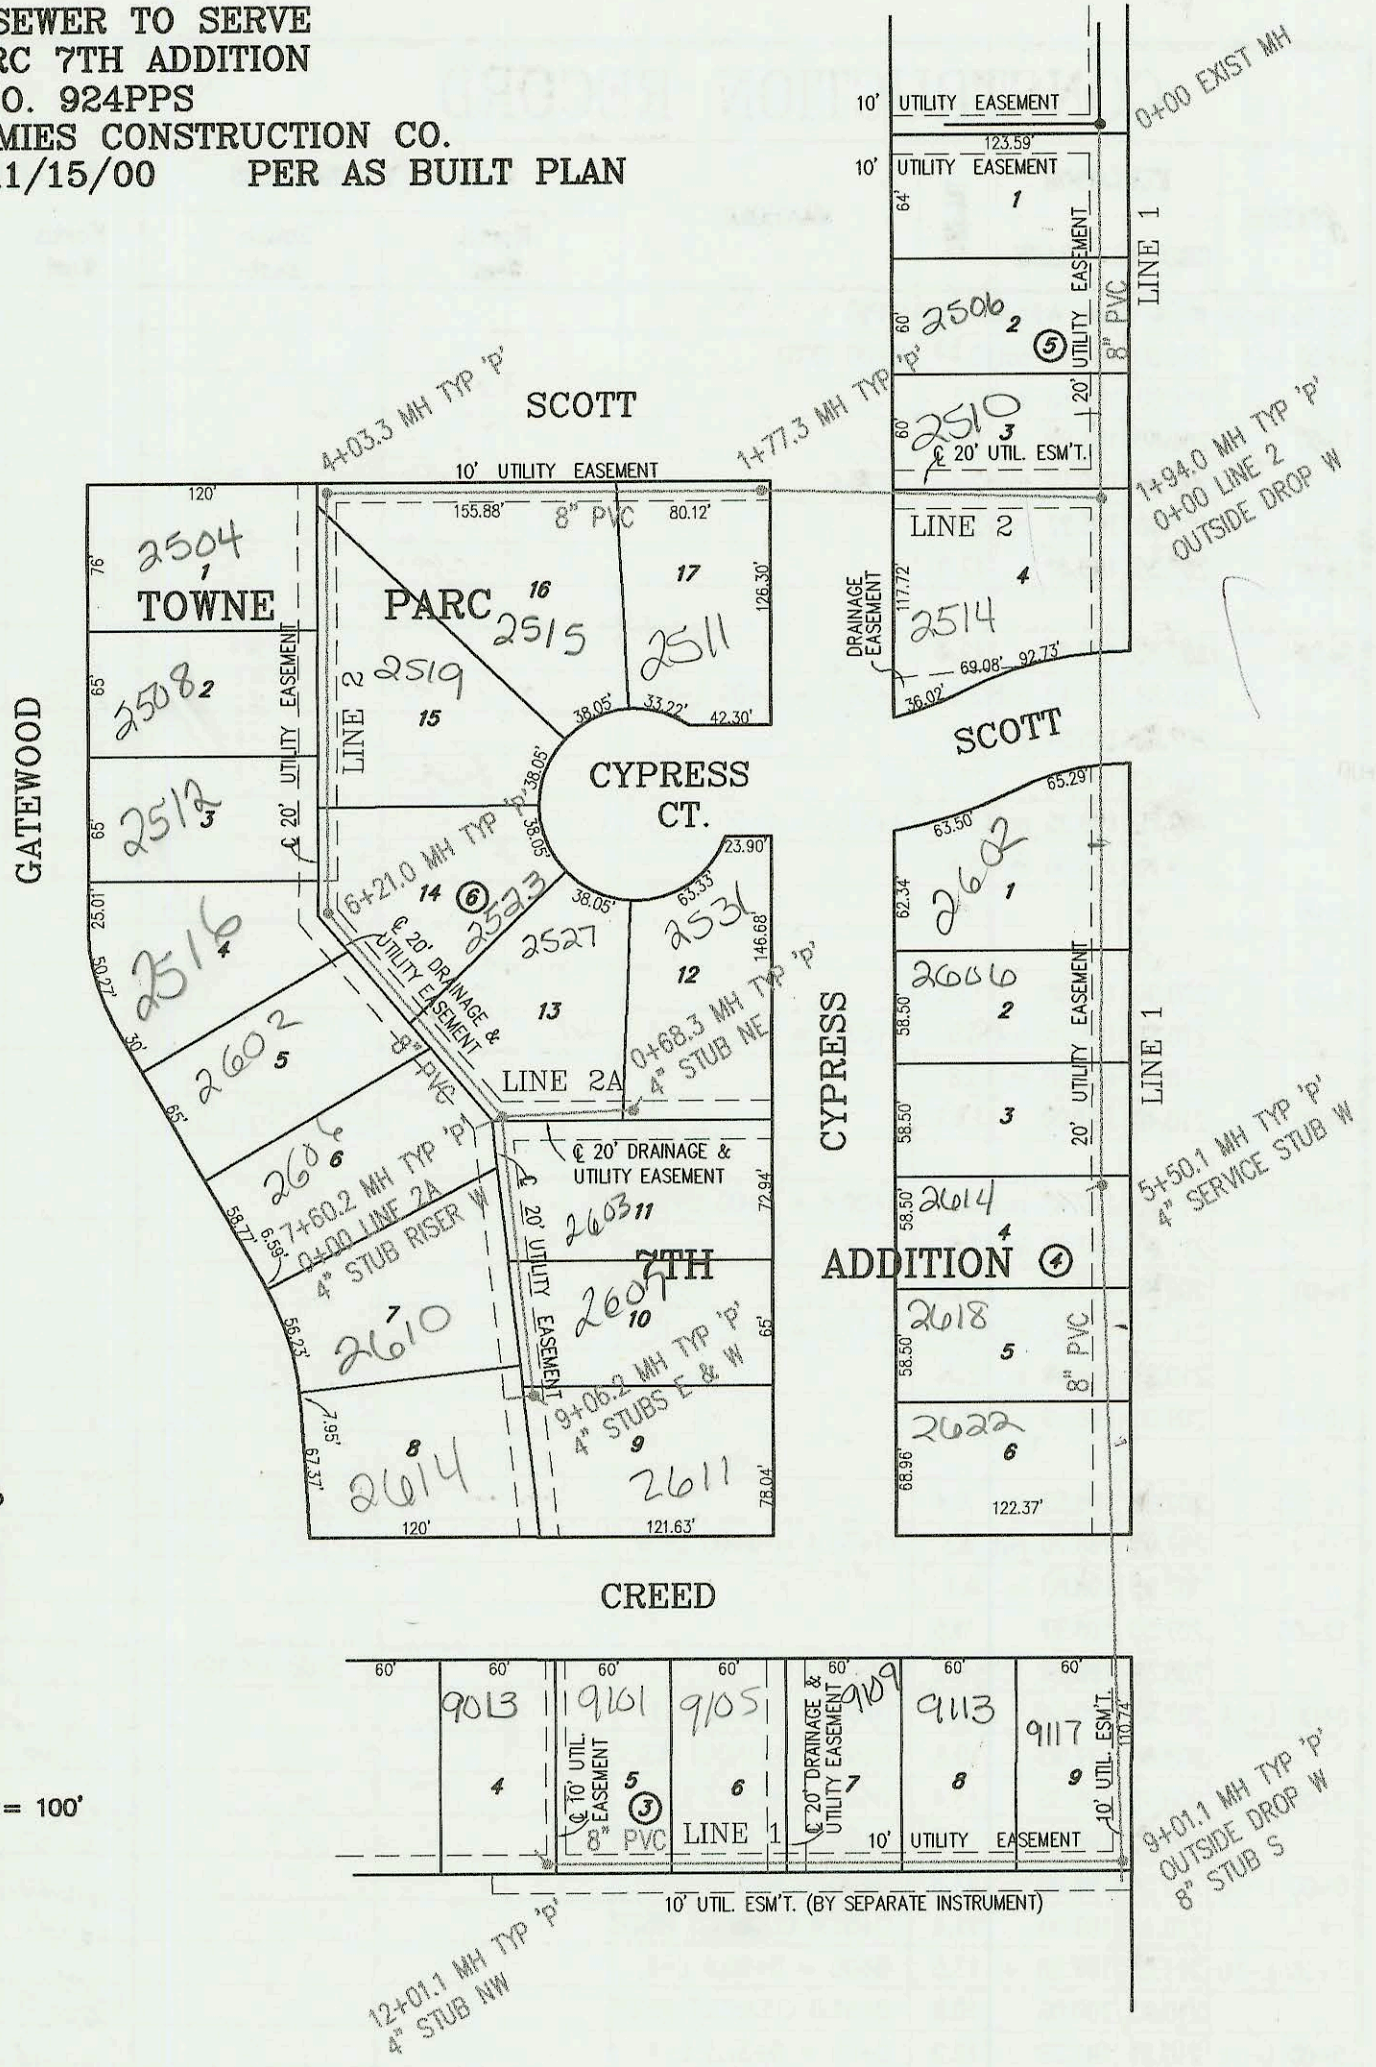 SEWER TO SERVE
RC 7TH ADDITION
O. 924PPS
MIES CONSTRUCTION CO.
11/15/00 PER AS BUILT PLAN
10' UTILITY EASEMENT
0+00 EXIST MH
123.59'
10' UTILITY EASEMENT
64'
1
LINE 1
20' UTILITY EASEMENT
8" PVC
60'
2506
2
5
60'
2510
3
℄ 20' UTIL. ESM'T.
1+94.0 MH TYP 'P'
0+00 LINE 2
OUTSIDE DROP W
SCOTT
4+03.3 MH TYP 'P'
1+77.3 MH TYP 'P'
10' UTILITY EASEMENT
120'
155.88'
8" PVC
80.12'
LINE 2
76'
2504
1
TOWNE
PARC
16
2515
17
2511
126.30'
DRAINAGE
EASEMENT
117.72'
4
2514
69.08'
92.73'
36.02'
65'
2508
2
℄ 20' UTILITY EASEMENT
LINE 2
2519
15
38.05'
33.22'
42.30'
SCOTT
GATEWOOD
65'
2512
3
38.05'
CYPRESS
CT.
65.29'
63.50'
38.05'
23.90'
6+21.0 MH TYP 'P'
14
6
2523
38.05'
63.33'
2531
62.34'
2602
1
25.01'
2516
4
50.27'
30'
℄ 20' DRAINAGE &
UTILITY EASEMENT
2527
13
12
146.68'
2606
2
58.50'
20' UTILITY EASEMENT
LINE 1
2602
5
65'
8" PVC
LINE 2A
0+68.3 MH TYP 'P'
4" STUB NE
CYPRESS
58.50'
3
2606
6
58.77'
6.59'
7+60.2 MH TYP 'P'
0+00 LINE 2A
4" STUB RISER W
℄ 20' DRAINAGE &
UTILITY EASEMENT
℄ 20' UTILITY EASEMENT
2603
11
72.94'
58.50'
2614
4
5+50.1 MH TYP 'P'
4" SERVICE STUB W
7TH
ADDITION
4
7
2610
56.23'
2607
10
65'
58.50'
2618
5
8" PVC
9+06.2 MH TYP 'P'
4" STUBS E & W
7.95'
67.37'
8
2614
120'
9
2611
121.63'
78.04'
68.96'
2622
6
122.37'
CREED
60'
60'
60'
60'
60'
60'
60'
9013
9101
9105
9109
9113
9117
4
℄ 10' UTIL.
EASEMENT
5
3
6
℄ 20' DRAINAGE &
UTILITY EASEMENT
7
8
9
10' UTIL. ESM'T.
110.74'
= 100'
8" PVC
LINE 1
10' UTILITY EASEMENT
9+01.1 MH TYP 'P'
OUTSIDE DROP W
8" STUB S
10' UTIL. ESM'T. (BY SEPARATE INSTRUMENT)
12+01.1 MH TYP 'P'
4" STUB NW